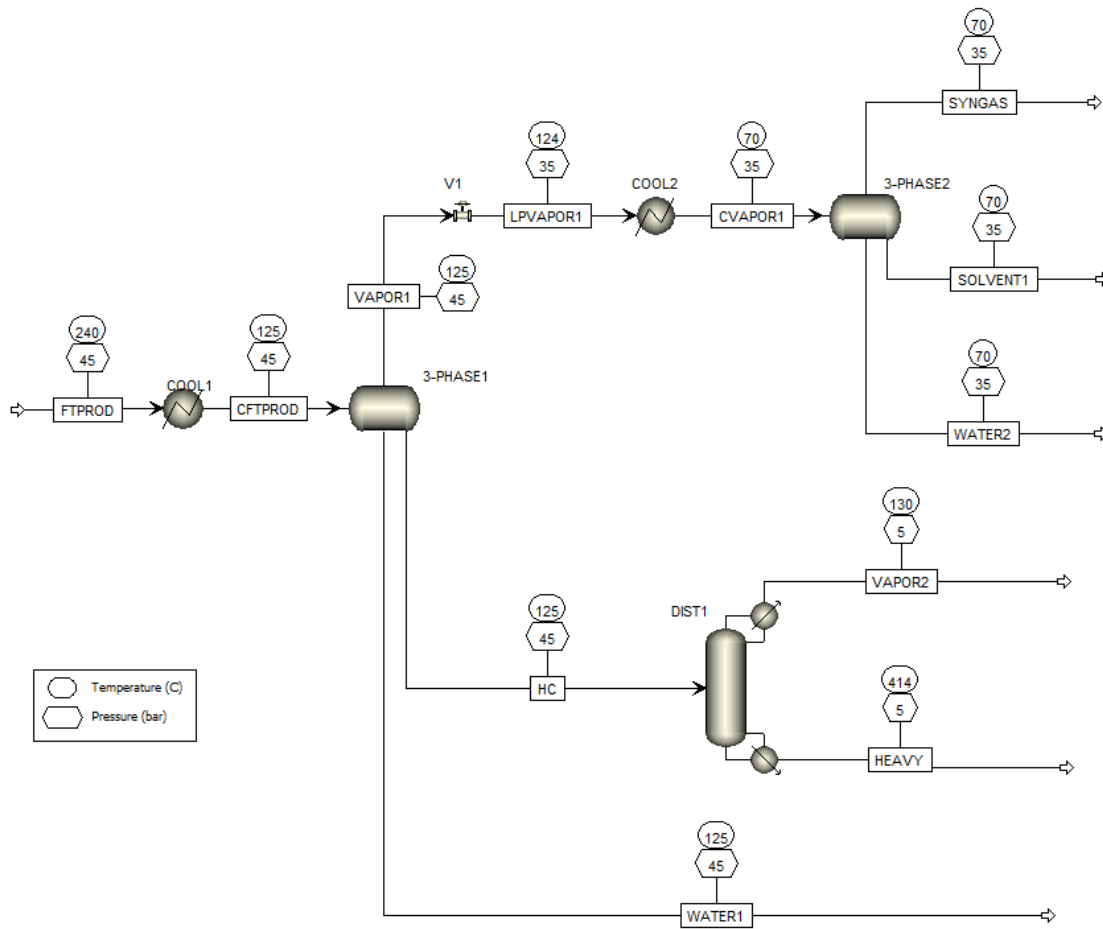 70
35
SYNGAS
124
35
70
35
V1
COOL2
3-PHASE2
LPVAPOR1
CVAPOR1
70
35
SOLVENT1
125
45
VAPOR1
240
45
125
45
3-PHASE1
COOL1
FTPROD
CFTPROD
70
35
WATER2
130
5
VAPOR2
DIST1
125
45
HC
414
5
HEAVY
Temperature (C)
Pressure (bar)
125
45
WATER1